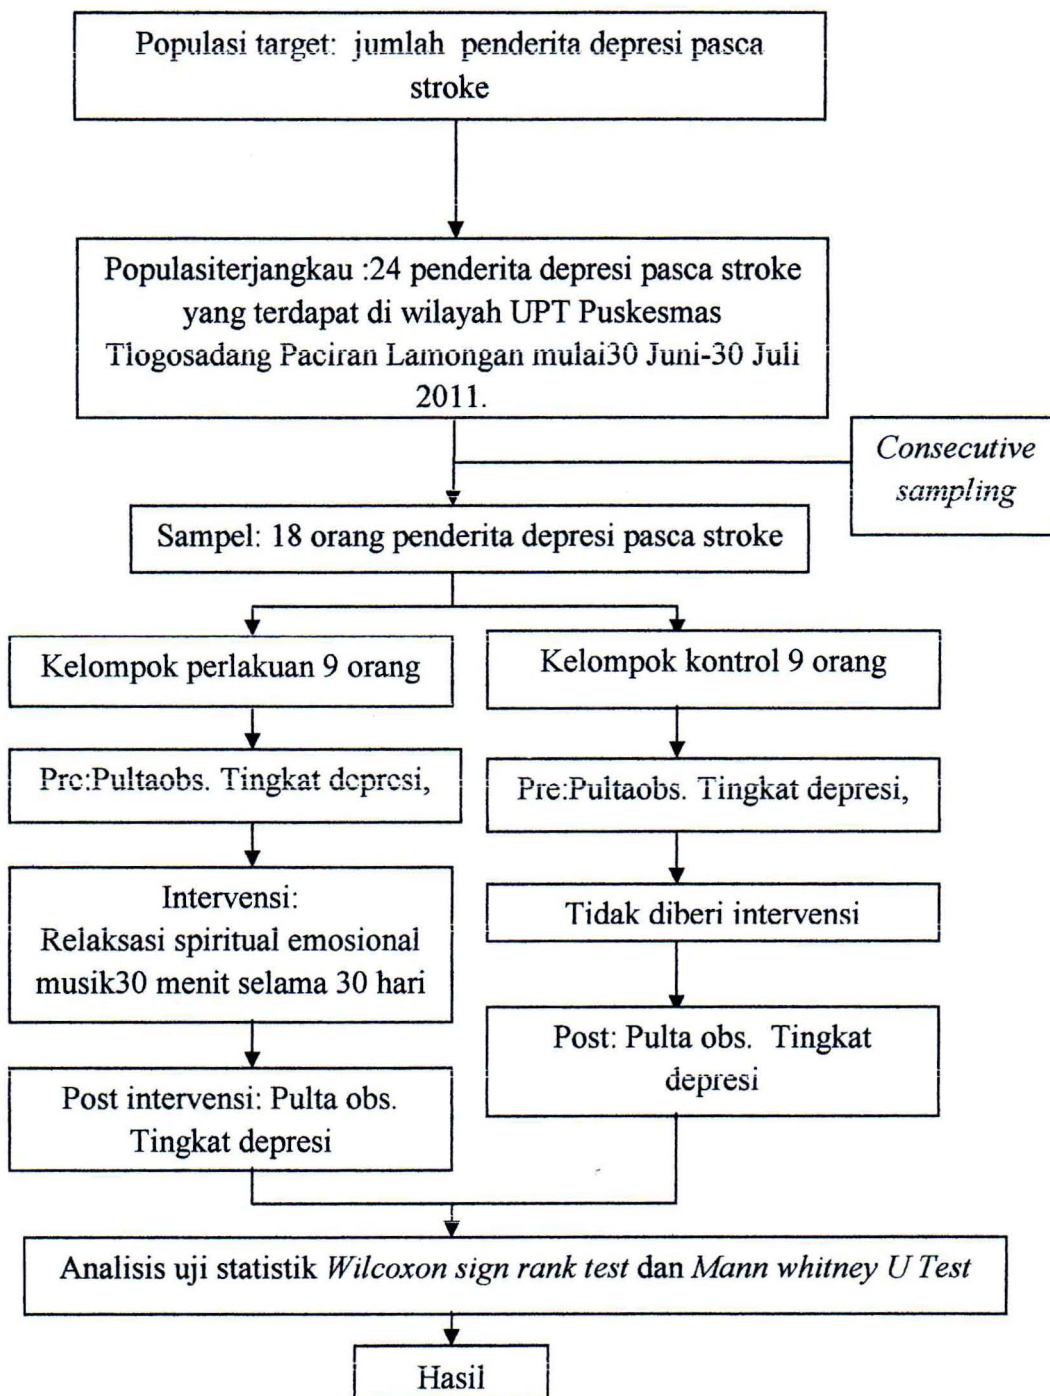 Populasi target: jumlah penderita depresi pasca
stroke
Populasiterjangkau :24 penderita depresi pasca stroke
yang terdapat di wilayah UPT Puskesmas
Tlogosadang Paciran Lamongan mulai30 Juni-30 Juli
2011.
Consecutive
sampling
Sampel: 18 orang penderita depresi pasca stroke
Kelompok perlakuan 9 orang
Kelompok kontrol 9 orang
Pre:Pultaobs. Tingkat depresi,
Pre:Pultaobs. Tingkat depresi,
Intervensi:
Relaksasi spiritual emosional
musik30 menit selama 30 hari
Tidak diberi intervensi
Post intervensi: Pulta obs.
Tingkat depresi
Post: Pulta obs. Tingkat
depresi
Analisis uji statistik Wilcoxon sign rank test dan Mann whitney U Test
Hasil